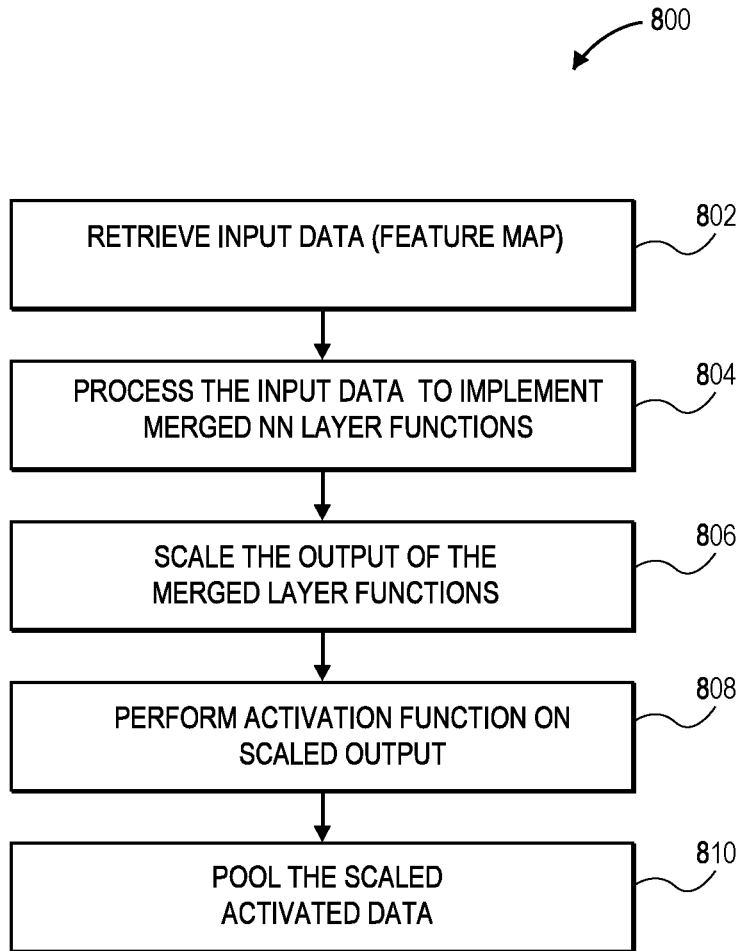 800
RETRIEVE INPUT DATA (FEATURE MAP)
802
PROCESS THE INPUT DATA TO IMPLEMENT
MERGED NN LAYER FUNCTIONS
804
SCALE THE OUTPUT OF THE
MERGED LAYER FUNCTIONS
806
PERFORM ACTIVATION FUNCTION ON
SCALED OUTPUT
808
POOL THE SCALED
ACTIVATED DATA
810